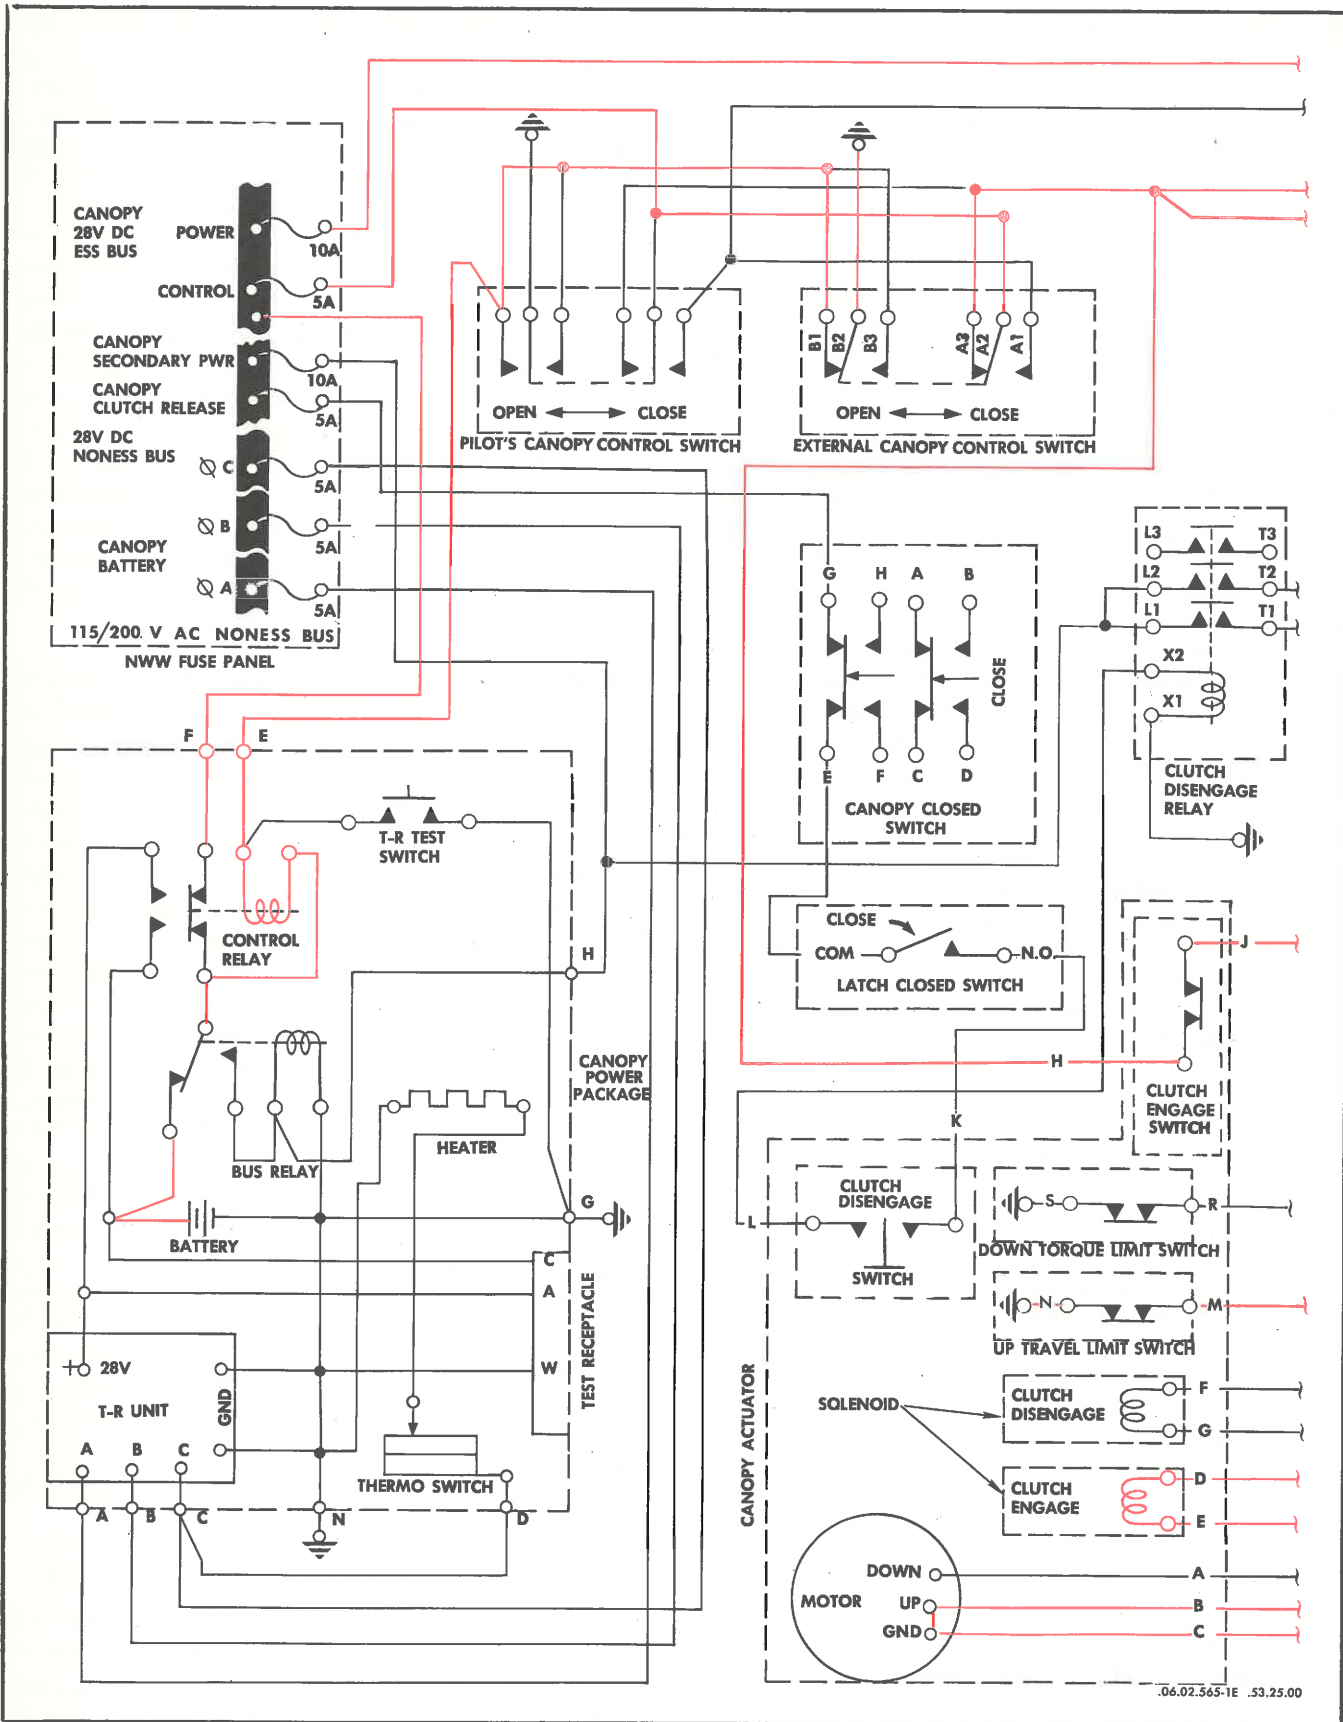 CANOPY
28V DC
ESS BUS
POWER
10A
CONTROL
5A
CANOPY
SECONDARY PWR
10A
CANOPY
CLUTCH RELEASE
5A
28V DC
NONESS BUS
C
5A
B
5A
CANOPY
BATTERY
A
5A
115/200 V AC NONESS BUS
NWW FUSE PANEL
OPEN CLOSE
PILOT'S CANOPY CONTROL SWITCH
B1
B2
B3
A3
A2
A1
OPEN CLOSE
EXTERNAL CANOPY CONTROL SWITCH
G H A B
CLOSE
E F C D
CANOPY CLOSED
SWITCH
L3 T3
L2 T2
L1 T1
X2
X1
CLUTCH
DISENGAGE
RELAY
F E
T-R TEST
SWITCH
CONTROL
RELAY
H
CANOPY
POWER
PACKAGE
HEATER
BUS RELAY
G
BATTERY
C
A
W
TEST RECEPTACLE
28V
GND
T-R UNIT
A B C
THERMO SWITCH
A B C N D
CLOSE
COM N.O.
LATCH CLOSED SWITCH
J
H
CLUTCH
ENGAGE
SWITCH
K
CLUTCH
DISENGAGE
L
SWITCH
S R
DOWN TORQUE LIMIT SWITCH
N M
UP TRAVEL LIMIT SWITCH
CANOPY ACTUATOR
SOLENOID
CLUTCH
DISENGAGE
F
G
CLUTCH
ENGAGE
D
E
DOWN A
MOTOR UP B
GND C
.06.02.565-1E .53.25.00